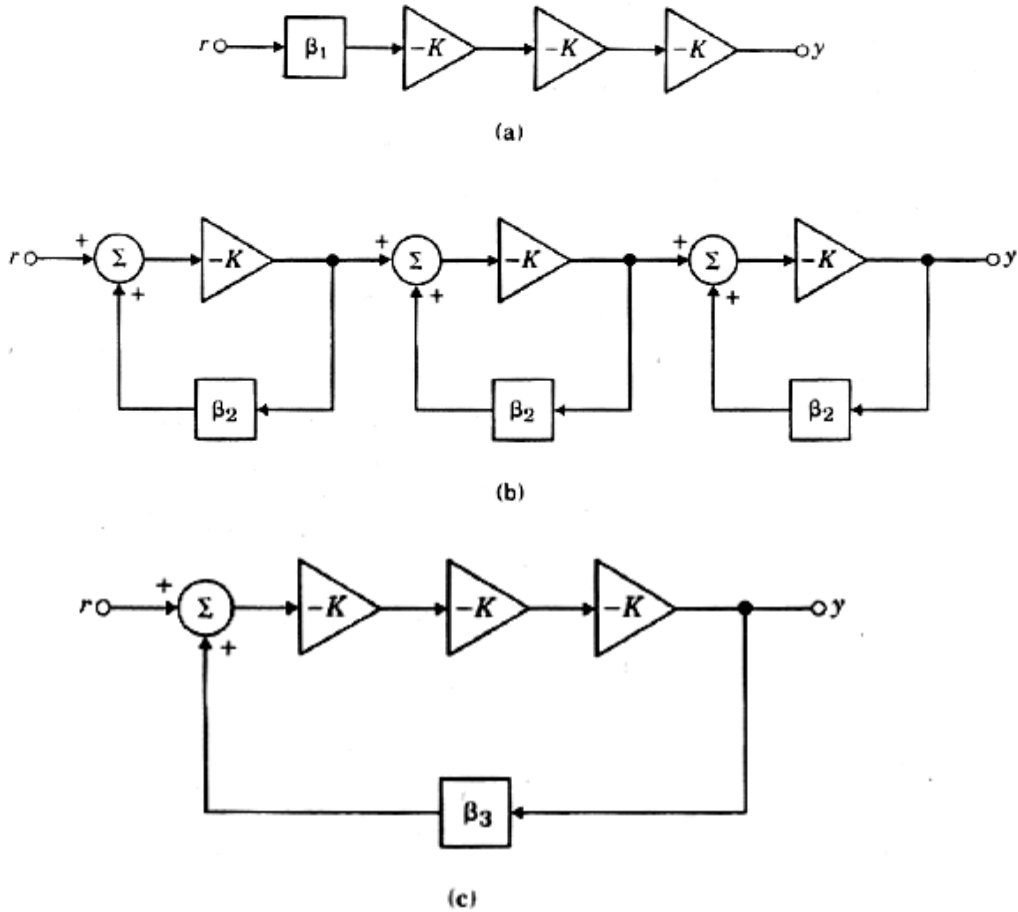 r β₁ −K −K −K y
(a)
r + Σ −K + Σ −K + Σ −K y
+ + +
β₂ β₂ β₂
(b)
r + Σ −K −K −K y
+
β₃
(c)